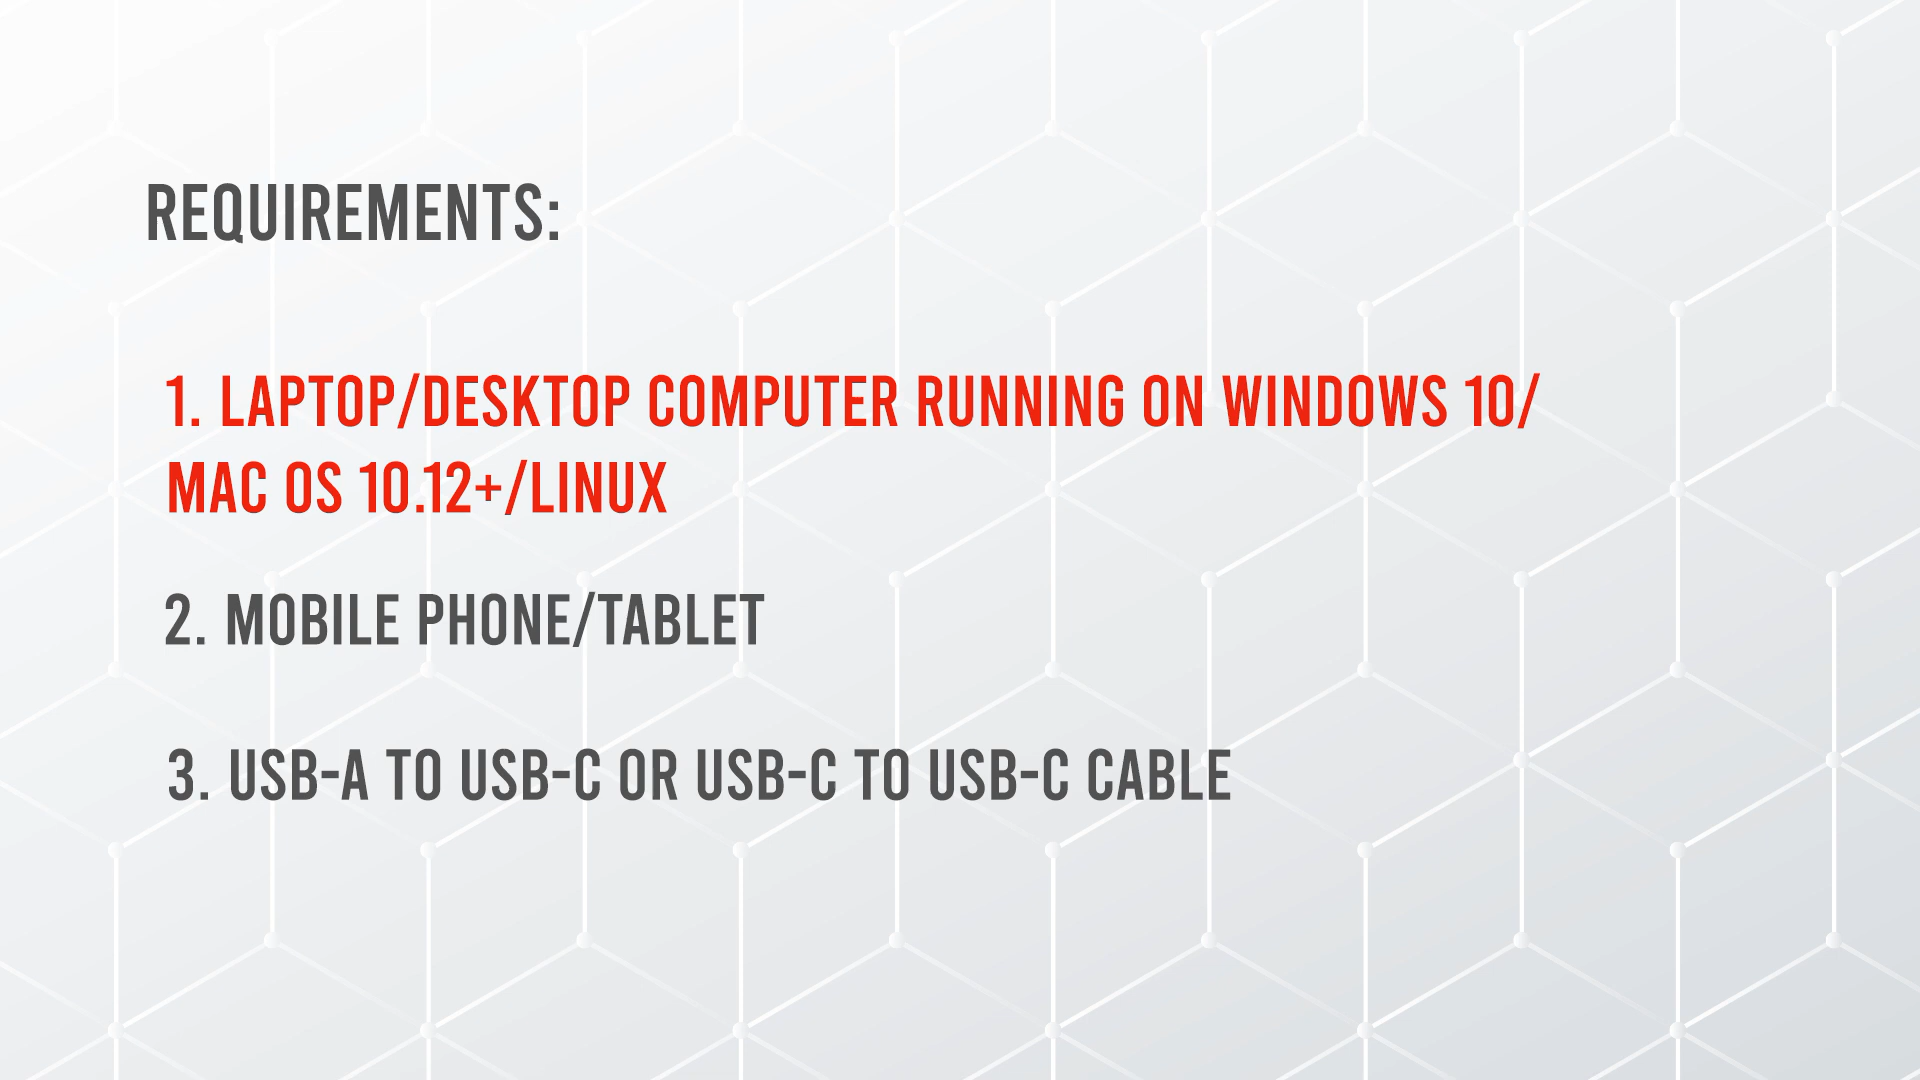 REQUIREMENTS:
1. LAPTOP/DESKTOP COMPUTER RUNNING ON WINDOWS 10/
MAC OS 10.12+/LINUX
2. MOBILE PHONE/TABLET
3. USB-A TO USB-C OR USB-C TO USB-C CABLE